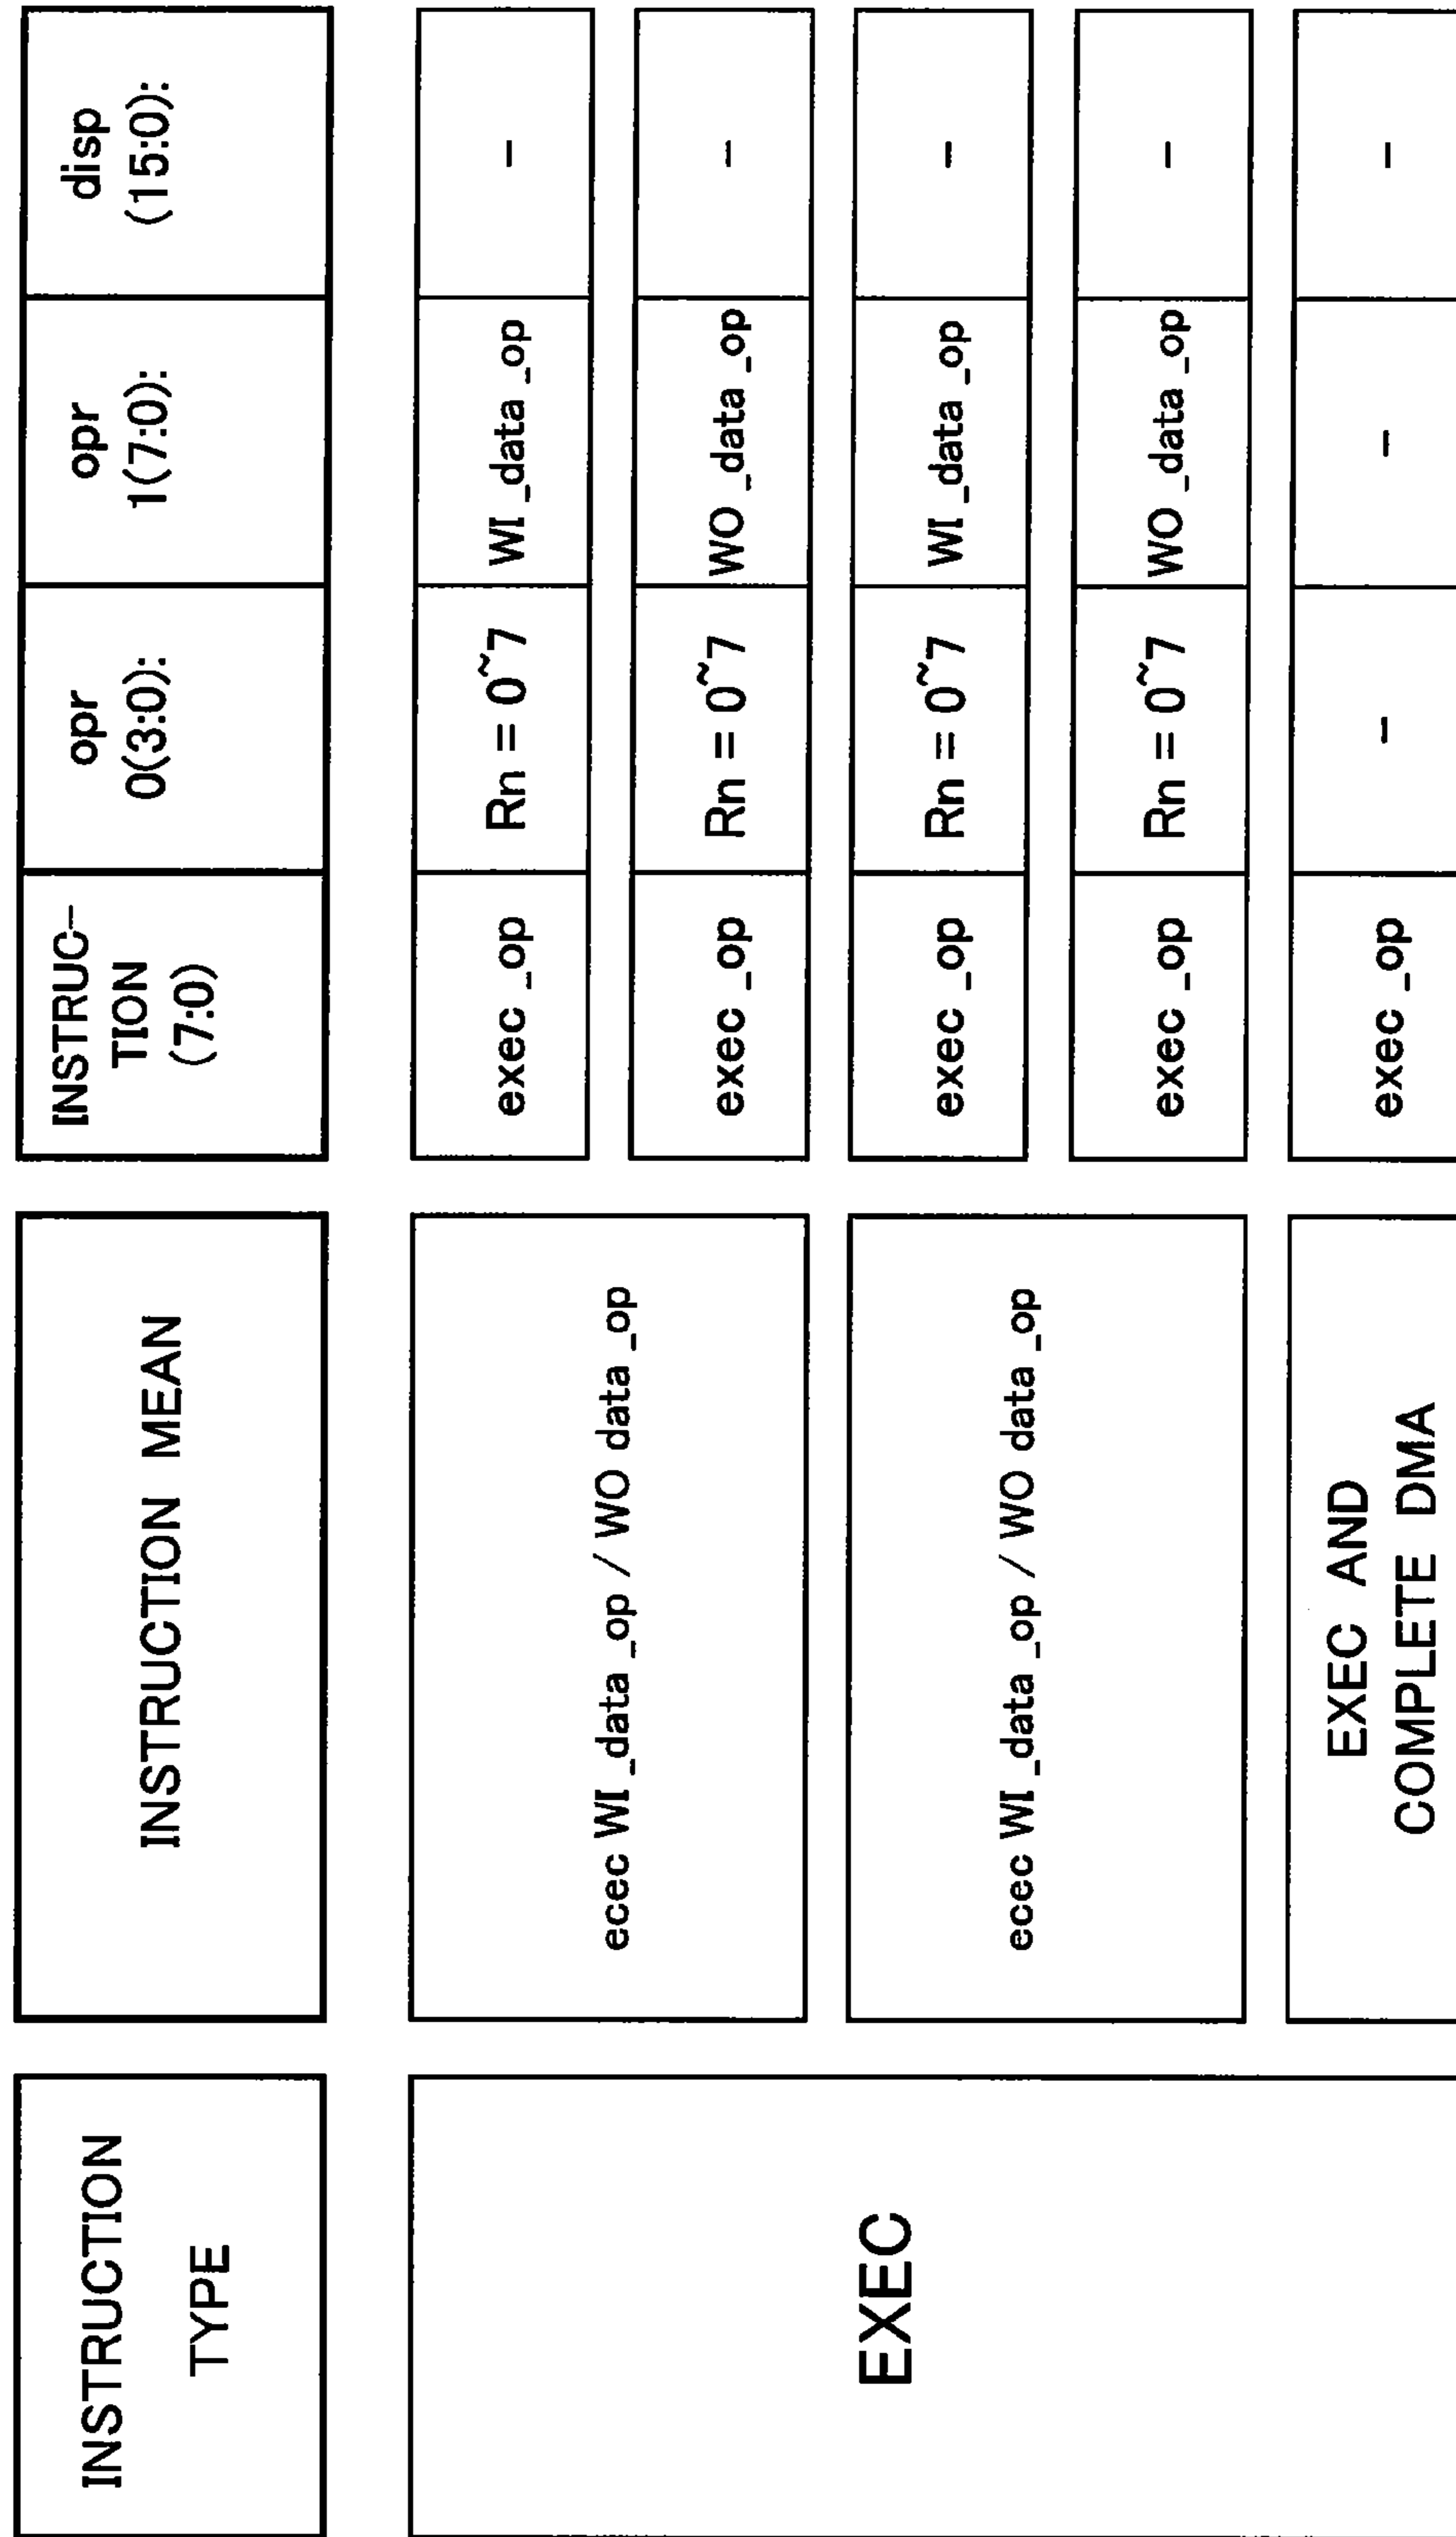 INSTRUCTION
TYPE
INSTRUCTION MEAN
INSTRUC-
TION
(7:0)
opr
0(3:0):
opr
1(7:0):
disp
(15:0):
EXEC
ecec WI_data_op / WO data_op
exec_op
Rn = 0~7
WI_data_op
-
exec_op
Rn = 0~7
WO_data_op
-
ecec WI_data_op / WO data_op
exec_op
Rn = 0~7
WI_data_op
-
exec_op
Rn = 0~7
WO_data_op
-
EXEC AND
COMPLETE DMA
exec_op
-
-
-